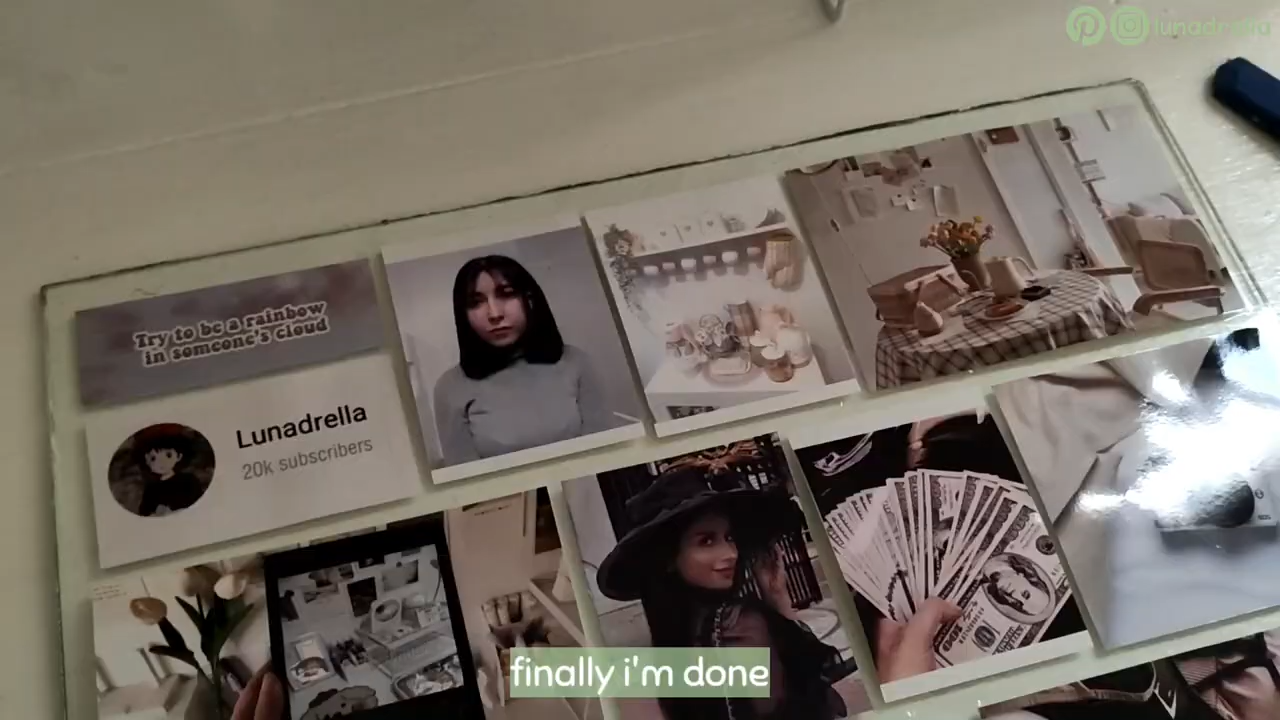 lunadrella
Try to be a rainbow
in someone's cloud
Lunadrella
20k subscribers
finally i'm done